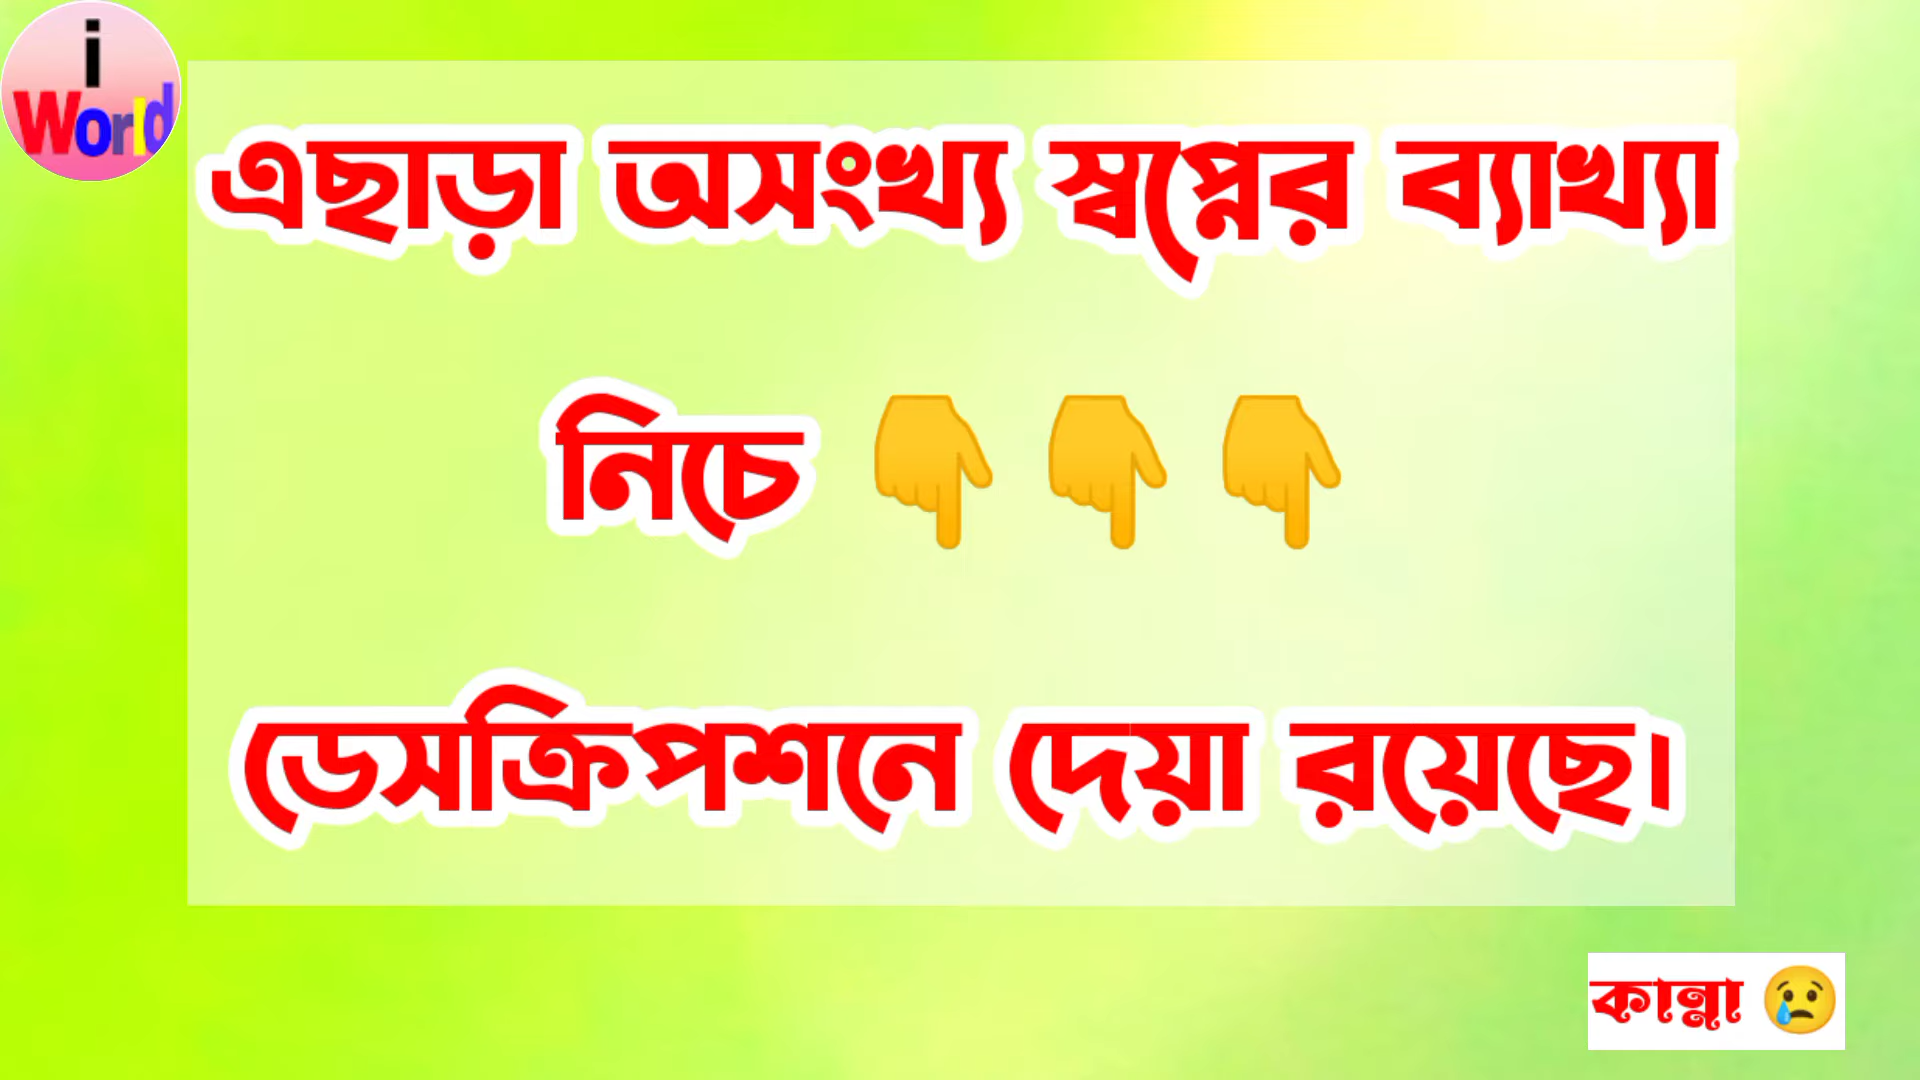 i
World
এছাড়া অসংখ্য স্বপ্নের ব্যাখ্যা
নিচে 👇 👇 👇
ডেসক্রিপশনে দেয়া রয়েছে।
কান্না 😢